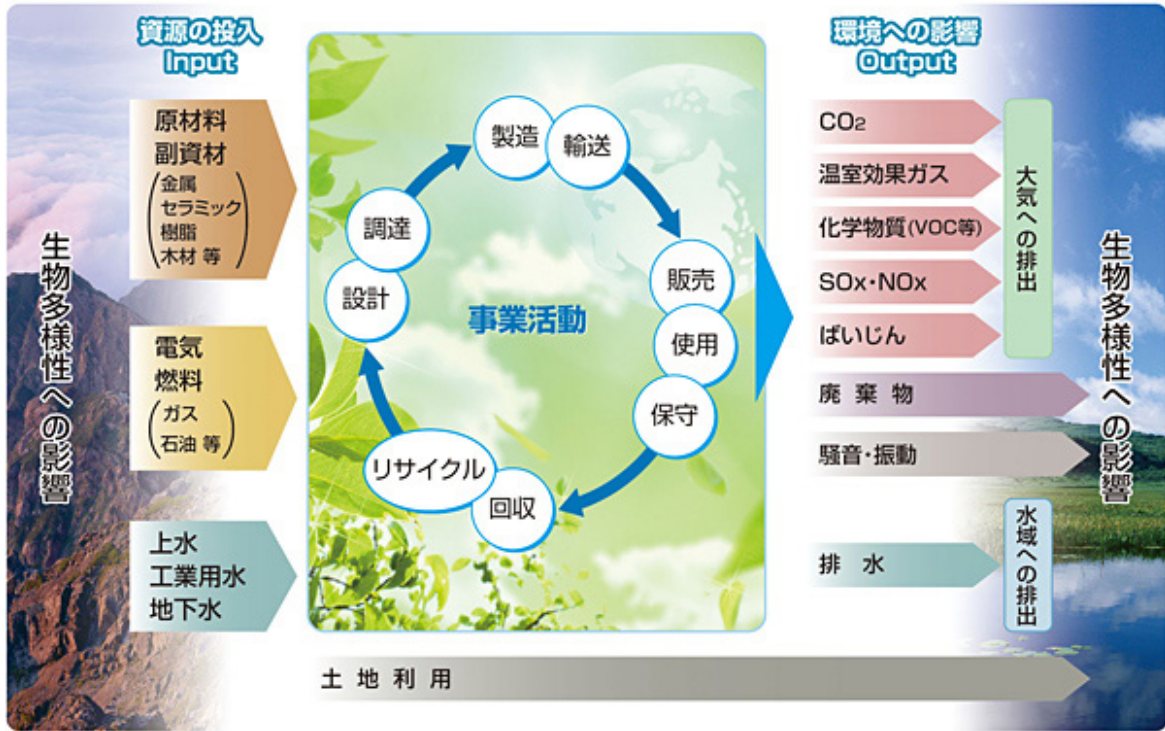 資源の投入
Input
生物多様性への影響
原材料
副資材
(金属
セラミック
樹脂
木材 等)
電気
燃料
(ガス
石油 等)
上水
工業用水
地下水
事業活動
製造
輸送
販売
使用
保守
回収
リサイクル
設計
調達
環境への影響
Output
CO₂
温室効果ガス
化学物質(VOC等)
SOx・NOx
ばいじん
大気への排出
廃棄物
騒音・振動
排水
水域への排出
土地利用
生物多様性への影響